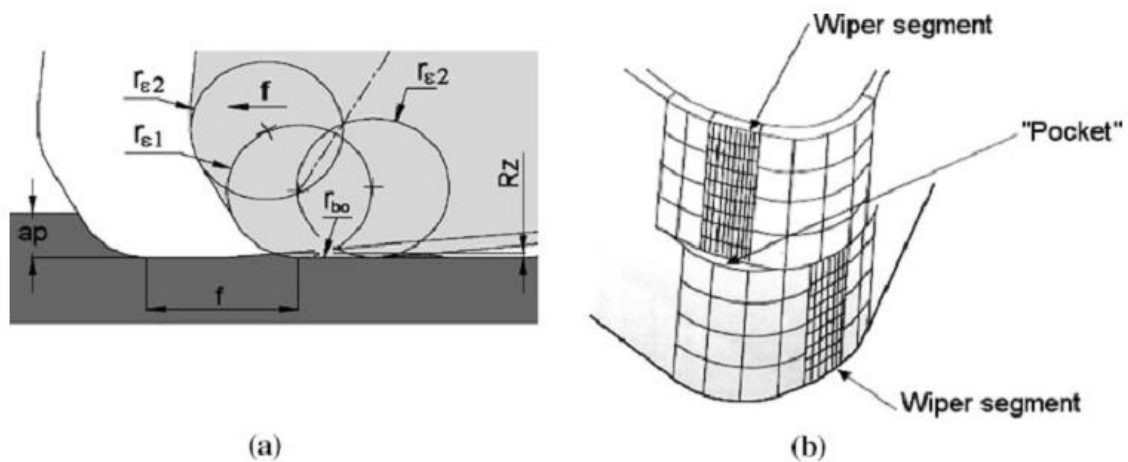 Wiper segment
rε2
f
rε2
rε1
Rz
rbo
ap
f
"Pocket"
Wiper segment
(a)
(b)